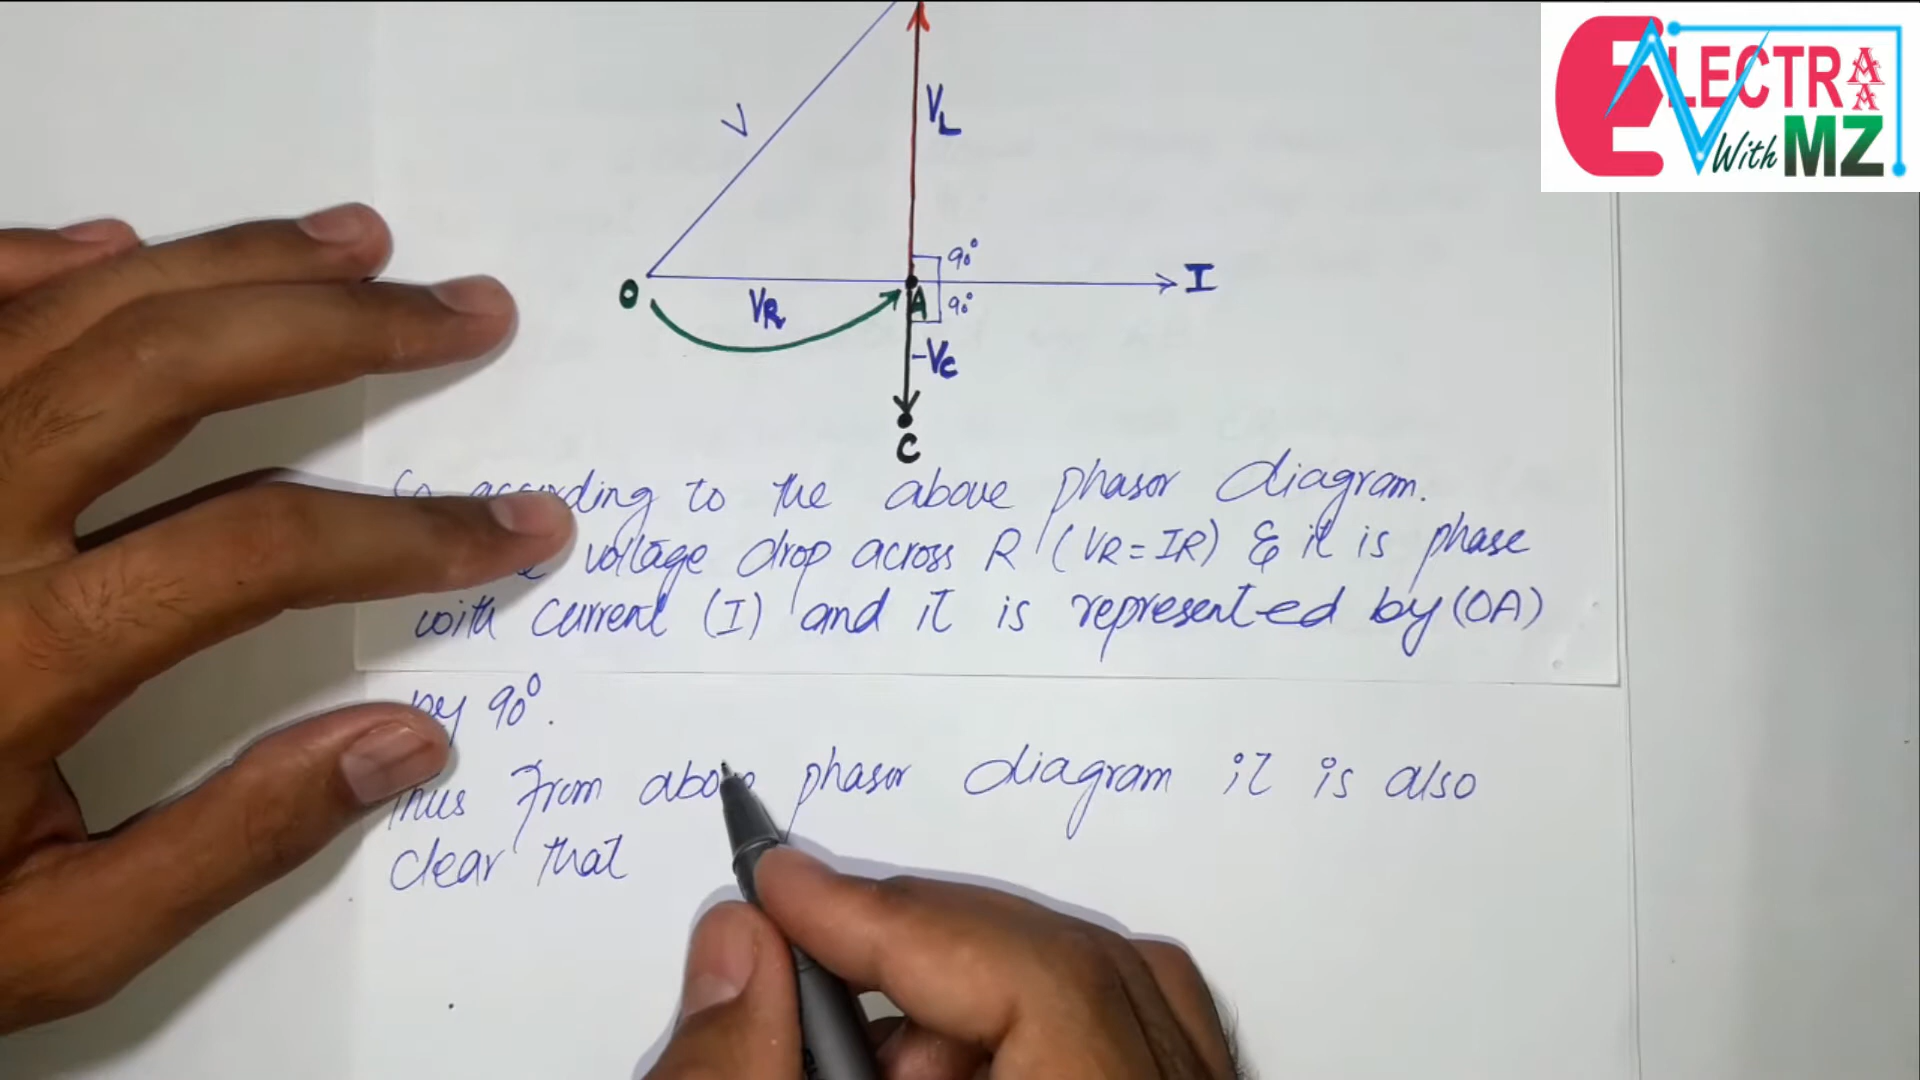 ELECTRA
With MZ
V
VL
90°
I
O
VR
A
90°
-VC
C
according to the above phasor diagram.
voltage drop across R (VR=IR) & it is phase
with current (I) and it is represented by (OA)
by 90°.
Thus From above phasor diagram it is also
clear that